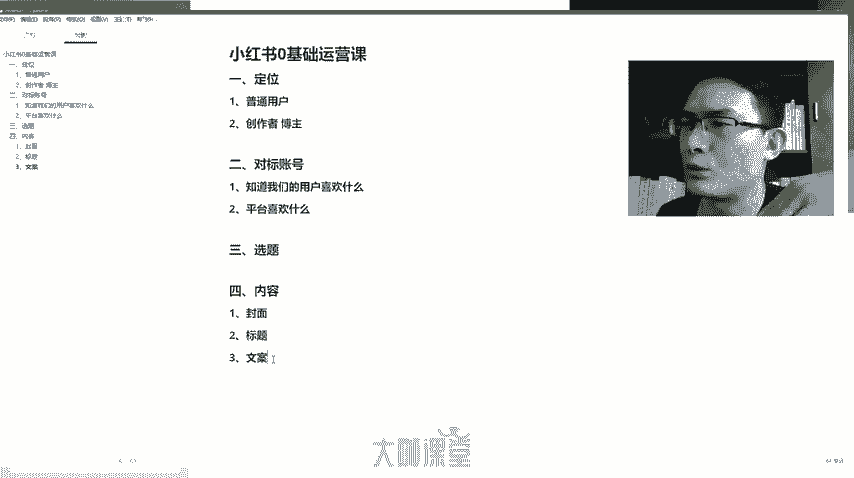 大纲
小红书0基础运营课
一、定位
1、普通用户
2、创作者 博主
二、对标账号
1、知道我们的用户喜欢什么
2、平台喜欢什么
三、选题
四、内容
1、封面
2、标题
3、文案
小红书0基础运营课
一、定位
1、普通用户
2、创作者 博主
二、对标账号
1、知道我们的用户喜欢什么
2、平台喜欢什么
三、选题
四、内容
1、封面
2、标题
3、文案
大咖课堂